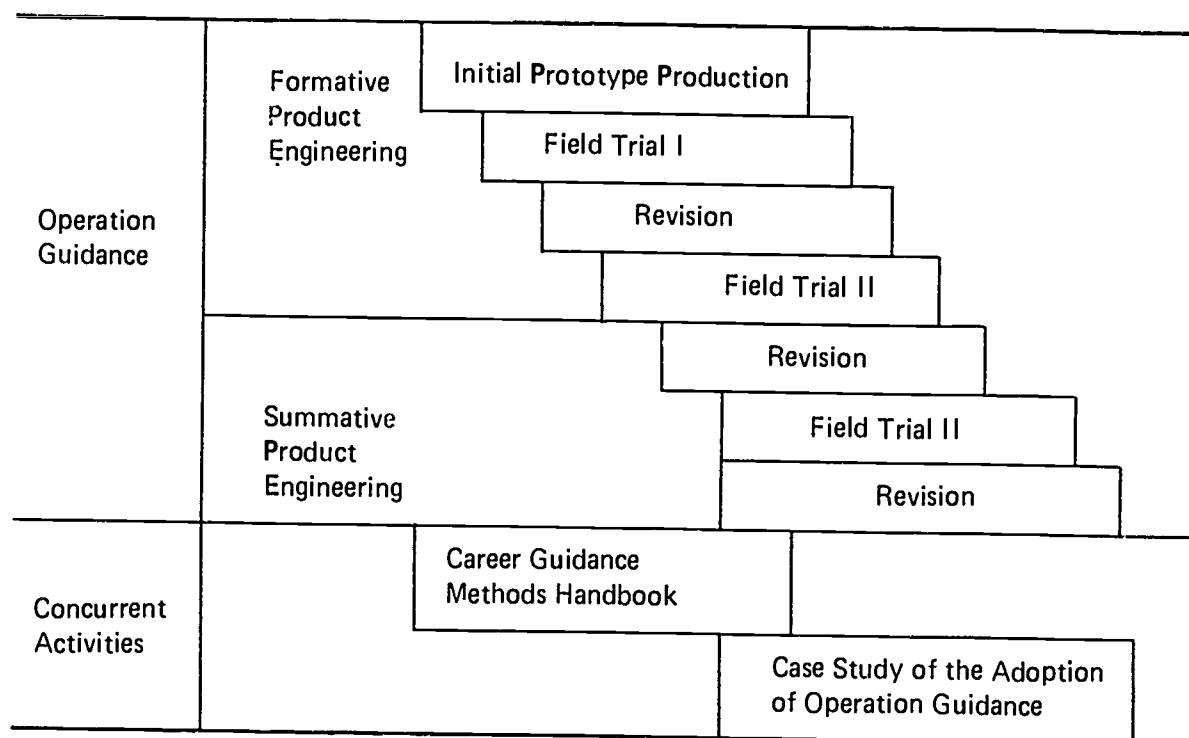 Formative
Product
Engineering
Initial Prototype Production
Field Trial I
Revision
Field Trial II
Operation
Guidance
Revision
Summative
Product
Engineering
Field Trial II
Revision
Career Guidance
Methods Handbook
Concurrent
Activities
Case Study of the Adoption
of Operation Guidance